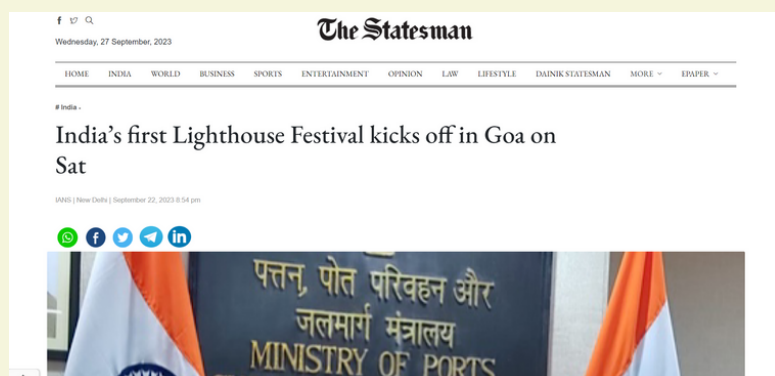 The Statesman
Wednesday, 27 September, 2023
HOME INDIA WORLD BUSINESS SPORTS ENTERTAINMENT OPINION LAW LIFESTYLE DAINIK STATESMAN MORE EPAPER
# India -
India's first Lighthouse Festival kicks off in Goa on
Sat
IANS | New Delhi | September 22, 2023 8:54 pm
पत्तन, पोत परिवहन और
जलमार्ग मंत्रालय
MINISTRY OF PORTS